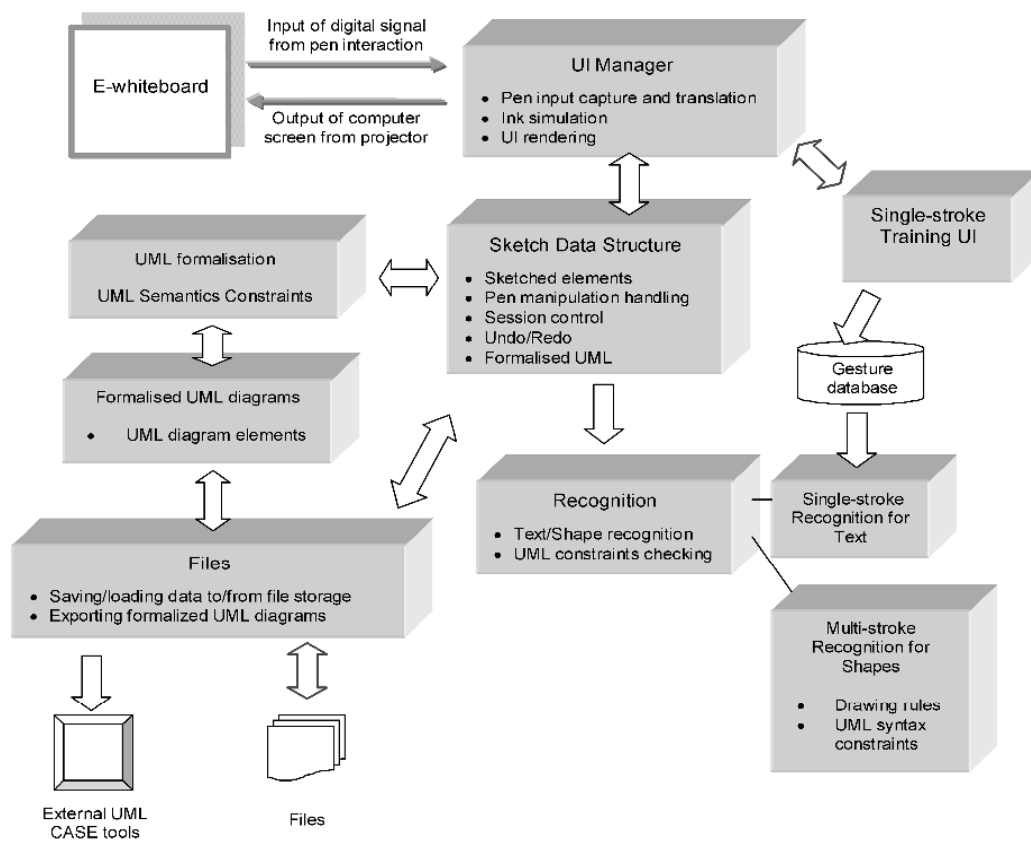 Input of digital signal
from pen interaction
E-whiteboard
Output of computer
screen from projector
UI Manager
• Pen input capture and translation
• Ink simulation
• UI rendering
Single-stroke
Training UI
UML formalisation
UML Semantics Constraints
Sketch Data Structure
• Sketched elements
• Pen manipulation handling
• Session control
• Undo/Redo
• Formalised UML
Gesture
database
Formalised UML diagrams
• UML diagram elements
Recognition
• Text/Shape recognition
• UML constraints checking
Single-stroke
Recognition for
Text
Files
• Saving/loading data to/from file storage
• Exporting formalized UML diagrams
Multi-stroke
Recognition for
Shapes
• Drawing rules
• UML syntax
constraints
External UML
CASE tools
Files